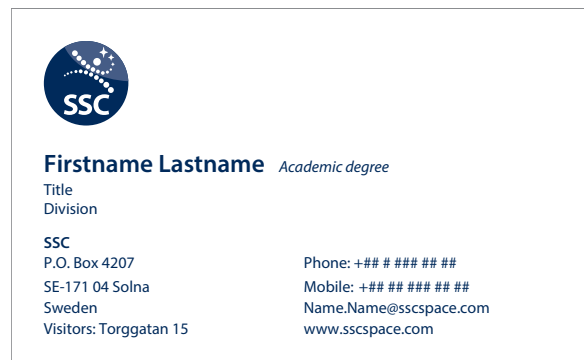 SSC
Firstname Lastname Academic degree
Title
Division
SSC
P.O. Box 4207
SE-171 04 Solna
Sweden
Visitors: Torggatan 15
Phone: +## # ### ## ##
Mobile: +## ## ### ## ##
Name.Name@sscspace.com
www.sscspace.com